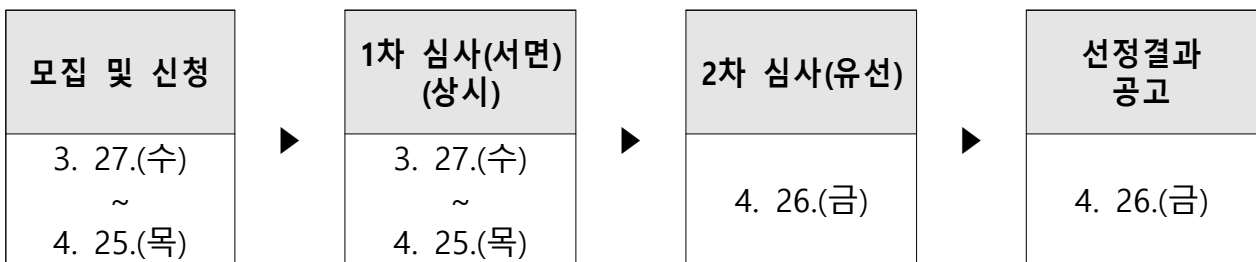 모집 및 신청
3. 27.(수)
~
4. 25.(목)
▶
1차 심사(서면)
(상시)
3. 27.(수)
~
4. 25.(목)
▶
2차 심사(유선)
4. 26.(금)
▶
선정결과
공고
4. 26.(금)